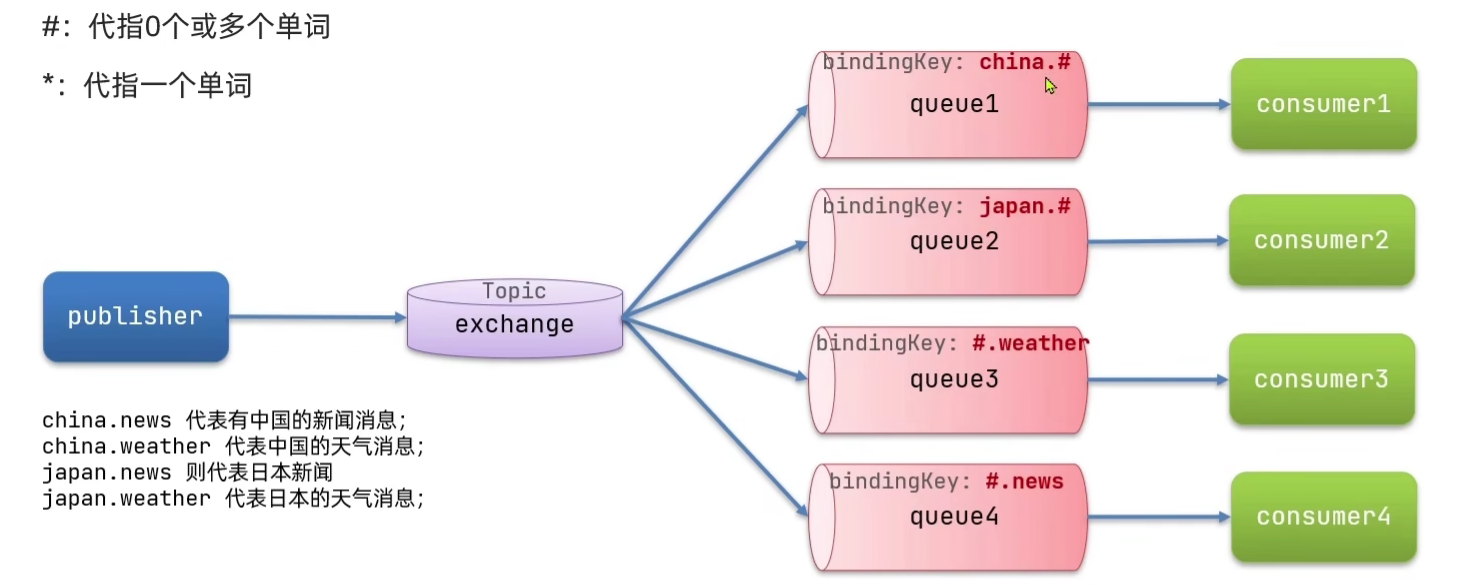 #：代指0个或多个单词
*：代指一个单词
bindingKey: china.#
queue1
consumer1
bindingKey: japan.#
queue2
consumer2
publisher
Topic
exchange
bindingKey: #.weather
queue3
consumer3
china.news 代表有中国的新闻消息；
china.weather 代表中国的天气消息；
japan.news 则代表日本新闻
japan.weather 代表日本的天气消息；
bindingKey: #.news
queue4
consumer4